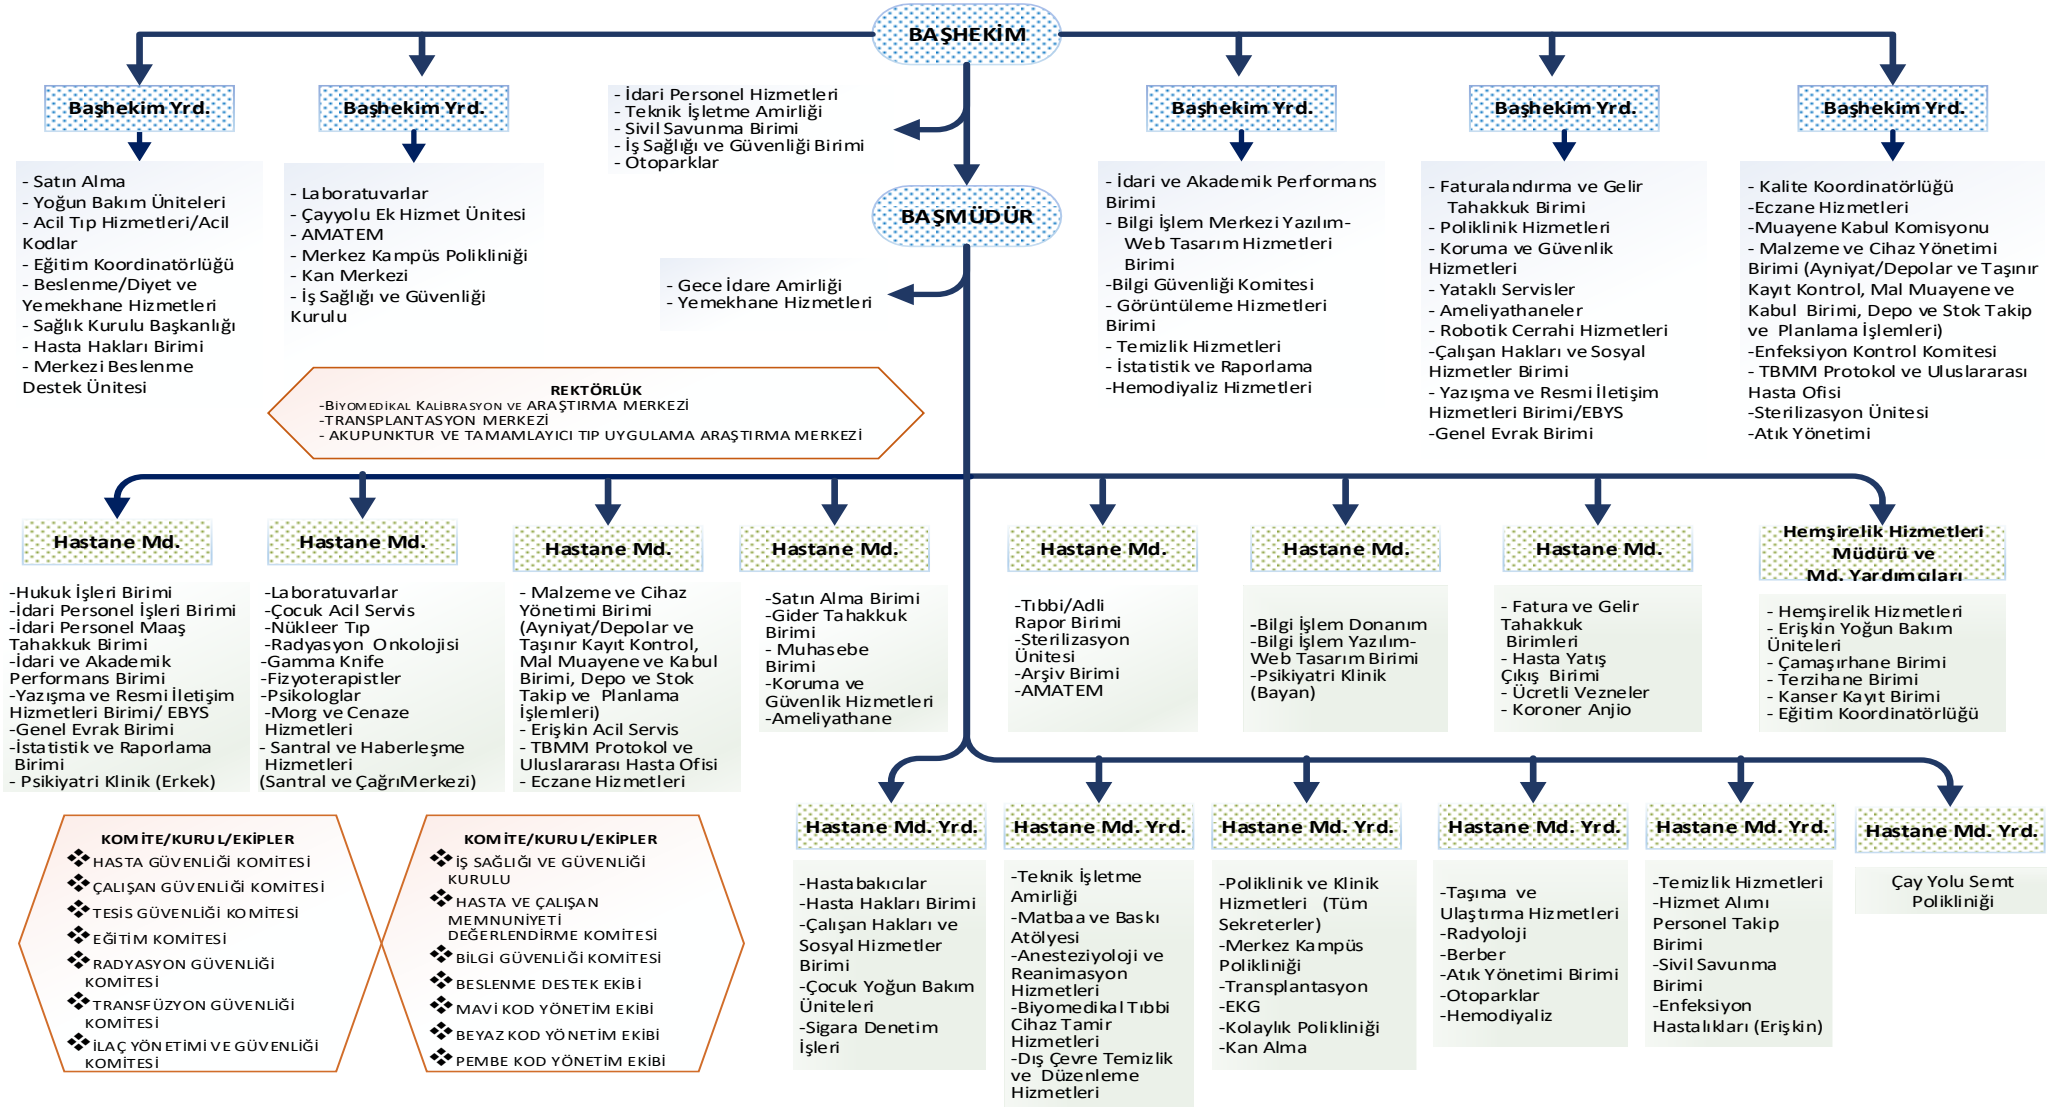 BAŞHEKİM
Başhekim Yrd.
- Satın Alma
- Yoğun Bakım Üniteleri
- Acil Tıp Hizmetleri/Acil
Kodlar
- Eğitim Koordinatörlüğü
- Beslenme/Diyet ve
Yemekhane Hizmetleri
- Sağlık Kurulu Başkanlığı
- Hasta Hakları Birimi
- Merkezi Beslenme
Destek Ünitesi
Başhekim Yrd.
- Laboratuvarlar
- Çayyolu Ek Hizmet Ünitesi
- AMATEM
- Merkez Kampüs Polikliniği
- Kan Merkezi
- İş Sağlığı ve Güvenliği
Kurulu
- İdari Personel Hizmetleri
- Teknik İşletme Amirliği
- Sivil Savunma Birimi
- İş Sağlığı ve Güvenliği Birimi
- Otoparklar
Başhekim Yrd.
- İdari ve Akademik Performans
Birimi
- Bilgi İşlem Merkezi Yazılım-
Web Tasarım Hizmetleri
Birimi
-Bilgi Güvenliği Komitesi
- Görüntüleme Hizmetleri
Birimi
- Temizlik Hizmetleri
- İstatistik ve Raporlama
-Hemodiyaliz Hizmetleri
Başhekim Yrd.
- Faturalandırma ve Gelir
Tahakkuk Birimi
- Poliklinik Hizmetleri
- Koruma ve Güvenlik
Hizmetleri
- Yataklı Servisler
- Ameliyathaneler
- Robotik Cerrahi Hizmetleri
-Çalışan Hakları ve Sosyal
Hizmetler Birimi
- Yazışma ve Resmi İletişim
Hizmetleri Birimi/EBYS
-Genel Evrak Birimi
Başhekim Yrd.
- Kalite Koordinatörlüğü
-Eczane Hizmetleri
-Muayene Kabul Komisyonu
- Malzeme ve Cihaz Yönetimi
Birimi (Ayniyat/Depolar ve Taşınır
Kayıt Kontrol, Mal Muayene ve
Kabul Birimi, Depo ve Stok Takip
ve Planlama İşlemleri)
-Enfeksiyon Kontrol Komitesi
- TBMM Protokol ve Uluslararası
Hasta Ofisi
-Sterilizasyon Ünitesi
-Atık Yönetimi
BAŞMÜDÜR
- Gece İdare Amirliği
- Yemekhane Hizmetleri
REKTÖRLÜK
-BİYOMEDİKAL KALİBRASYON VE ARAŞTIRMA MERKEZİ
-TRANSPLANTASYON MERKEZİ
- AKUPUNKTUR VE TAMAMLAYICI TIP UYGULAMA ARAŞTIRMA MERKEZİ
Hastane Md.
-Hukuk İşleri Birimi
-İdari Personel İşleri Birimi
-İdari Personel Maaş
Tahakkuk Birimi
-İdari ve Akademik
Performans Birimi
-Yazışma ve Resmi İletişim
Hizmetleri Birimi/ EBYS
-Genel Evrak Birimi
-İstatistik ve Raporlama
Birimi
- Psikiyatri Klinik (Erkek)
Hastane Md.
-Laboratuvarlar
-Çocuk Acil Servis
-Nükleer Tıp
-Radyasyon Onkolojisi
-Gamma Knife
-Fizyoterapistler
-Psikologlar
-Morg ve Cenaze
Hizmetleri
- Santral ve Haberleşme
Hizmetleri
(Santral ve ÇağrıMerkezi)
Hastane Md.
- Malzeme ve Cihaz
Yönetimi Birimi
(Ayniyat/Depolar ve
Taşınır Kayıt Kontrol,
Mal Muayene ve Kabul
Birimi, Depo ve Stok
Takip ve Planlama
İşlemleri)
- Erişkin Acil Servis
- TBMM Protokol ve
Uluslararası Hasta Ofisi
- Eczane Hizmetleri
Hastane Md.
-Satın Alma Birimi
-Gider Tahakkuk
Birimi
- Muhasebe
Birimi
-Koruma ve
Güvenlik Hizmetleri
-Ameliyathane
Hastane Md.
-Tıbbi/Adli
Rapor Birimi
-Sterilizasyon
Ünitesi
-Arşiv Birimi
-AMATEM
Hastane Md.
-Bilgi İşlem Donanım
-Bilgi İşlem Yazılım-
Web Tasarım Birimi
-Psikiyatri Klinik
(Bayan)
Hastane Md.
- Fatura ve Gelir
Tahakkuk
Birimleri
- Hasta Yatış
Çıkış Birimi
- Ücretli Vezneler
- Koroner Anjio
Hemşirelik Hizmetleri
Müdürü ve
Md. Yardımcıları
- Hemşirelik Hizmetleri
- Erişkin Yoğun Bakım
Üniteleri
- Çamaşırhane Birimi
- Terzihane Birimi
- Kanser Kayıt Birimi
- Eğitim Koordinatörlüğü
KOMİTE/KURUL/EKİPLER
HASTA GÜVENLİĞİ KOMİTESİ
ÇALIŞAN GÜVENLİĞİ KOMİTESİ
TESİS GÜVENLİĞİ KOMİTESİ
EĞİTİM KOMİTESİ
RADYASYON GÜVENLİĞİ
KOMİTESİ
TRANSFÜZYON GÜVENLİĞİ
KOMİTESİ
İLAÇ YÖNETİMİ VE GÜVENLİĞİ
KOMİTESİ
KOMİTE/KURUL/EKİPLER
İŞ SAĞLIĞI VE GÜVENLİĞİ
KURULU
HASTA VE ÇALIŞAN
MEMNUNİYETİ
DEĞERLENDİRME KOMİTESİ
BİLGİ GÜVENLİĞİ KOMİTESİ
BESLENME DESTEK EKİBİ
MAVİ KOD YÖNETİM EKİBİ
BEYAZ KOD YÖNETİM EKİBİ
PEMBE KOD YÖNETİM EKİBİ
Hastane Md. Yrd.
-Hastabakıcılar
-Hasta Hakları Birimi
-Çalışan Hakları ve
Sosyal Hizmetler
Birimi
-Çocuk Yoğun Bakım
Üniteleri
-Sigara Denetim
İşleri
Hastane Md. Yrd.
-Teknik İşletme
Amirliği
-Matbaa ve Baskı
Atölyesi
-Anesteziyoloji ve
Reanimasyon
Hizmetleri
-Biyomedikal Tıbbi
Cihaz Tamir
Hizmetleri
-Dış Çevre Temizlik
ve Düzenleme
Hizmetleri
Hastane Md. Yrd.
-Poliklinik ve Klinik
Hizmetleri (Tüm
Sekreterler)
-Merkez Kampüs
Polikliniği
-Transplantasyon
-EKG
-Kolaylık Polikliniği
-Kan Alma
Hastane Md. Yrd.
-Taşıma ve
Ulaştırma Hizmetleri
-Radyoloji
-Berber
-Atık Yönetimi Birimi
-Otoparklar
-Hemodiyaliz
Hastane Md. Yrd.
-Temizlik Hizmetleri
-Hizmet Alımı
Personel Takip
Birimi
-Sivil Savunma
Birimi
-Enfeksiyon
Hastalıkları (Erişkin)
Hastane Md. Yrd.
Çay Yolu Semt
Polikliniği